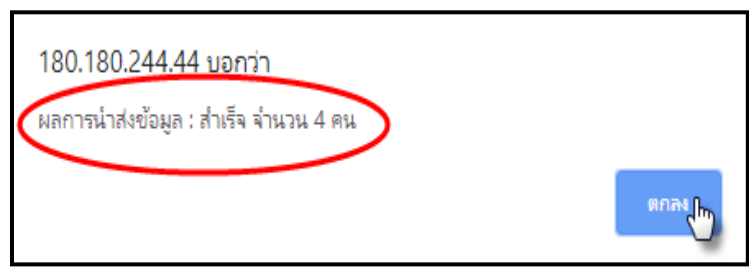 180.180.244.44 บอกว่า
ผลการนำส่งข้อมูล : สำเร็จ จำนวน 4 คน
ตกลง